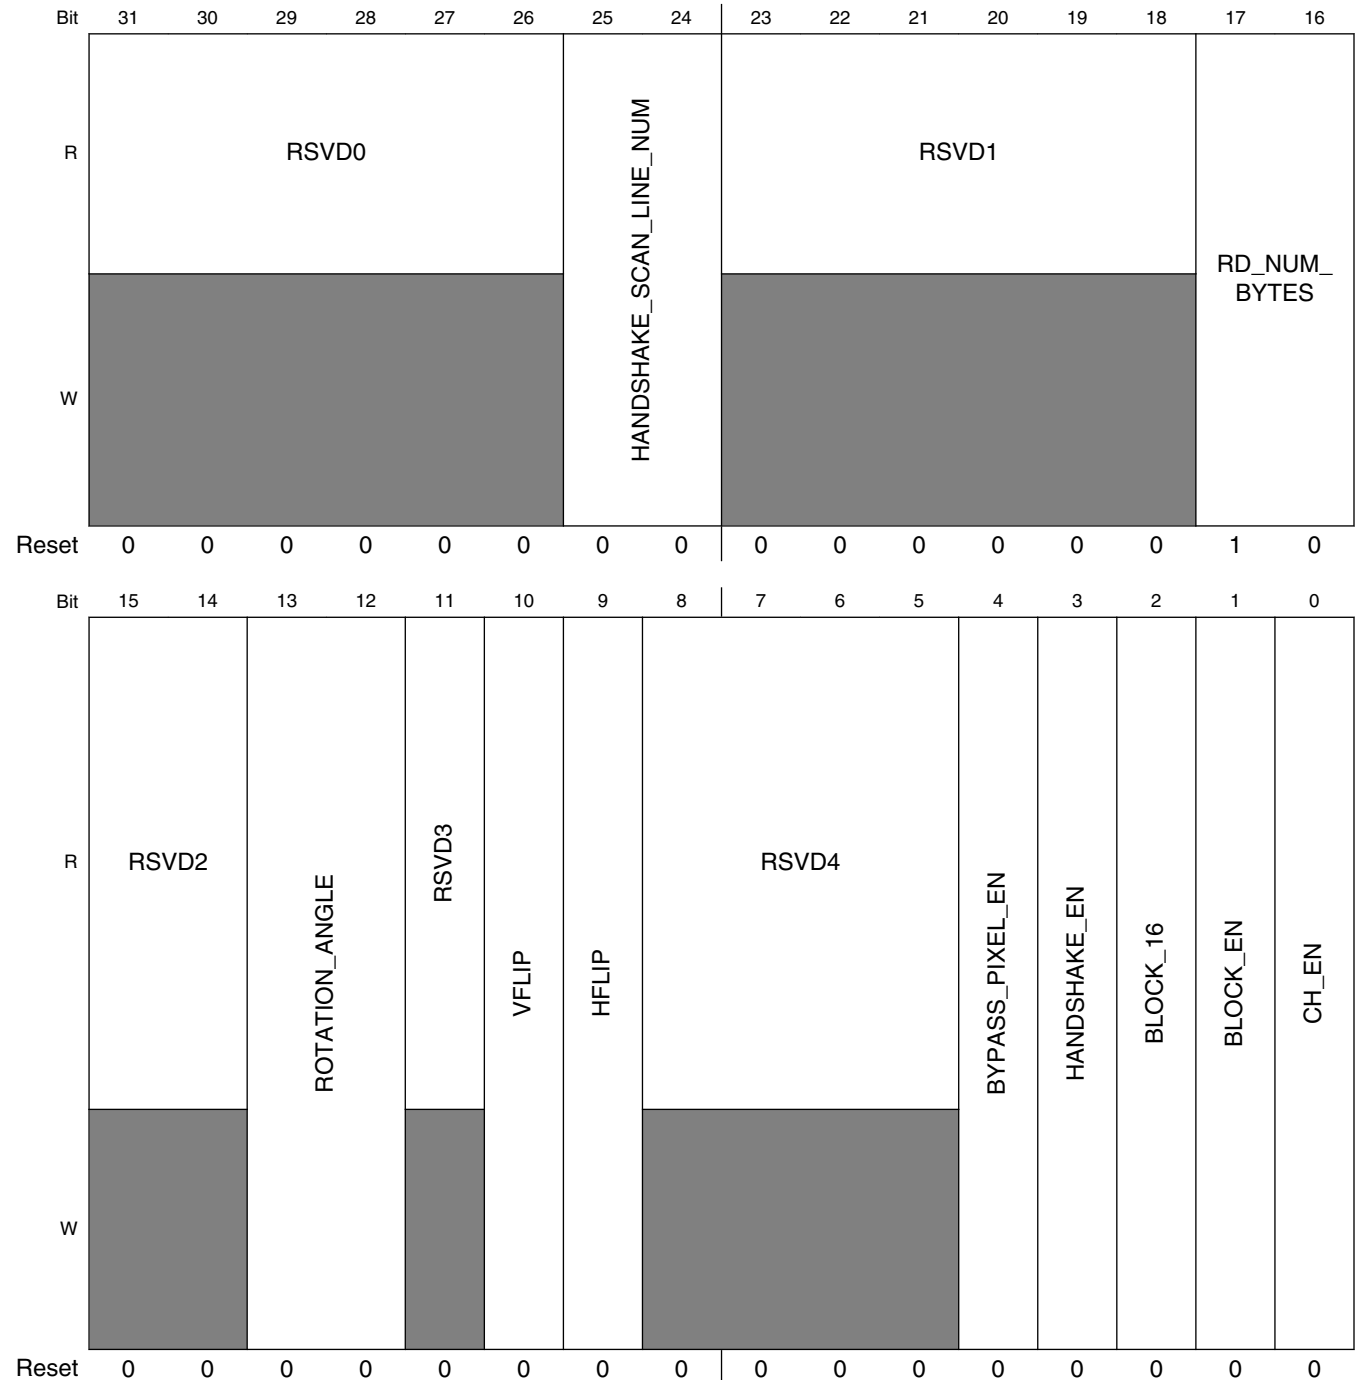 Bit 31 30 29 28 27 26 25 24 23 22 21 20 19 18 17 16
R RSVD0 HANDSHAKE_SCAN_LINE_NUM RSVD1 RD_NUM_
BYTES
W
Reset 0 0 0 0 0 0 0 0 0 0 0 0 0 0 1 0
Bit 15 14 13 12 11 10 9 8 7 6 5 4 3 2 1 0
R RSVD2 ROTATION_ANGLE RSVD3 VFLIP HFLIP RSVD4 BYPASS_PIXEL_EN HANDSHAKE_EN BLOCK_16 BLOCK_EN CH_EN
W
Reset 0 0 0 0 0 0 0 0 0 0 0 0 0 0 0 0